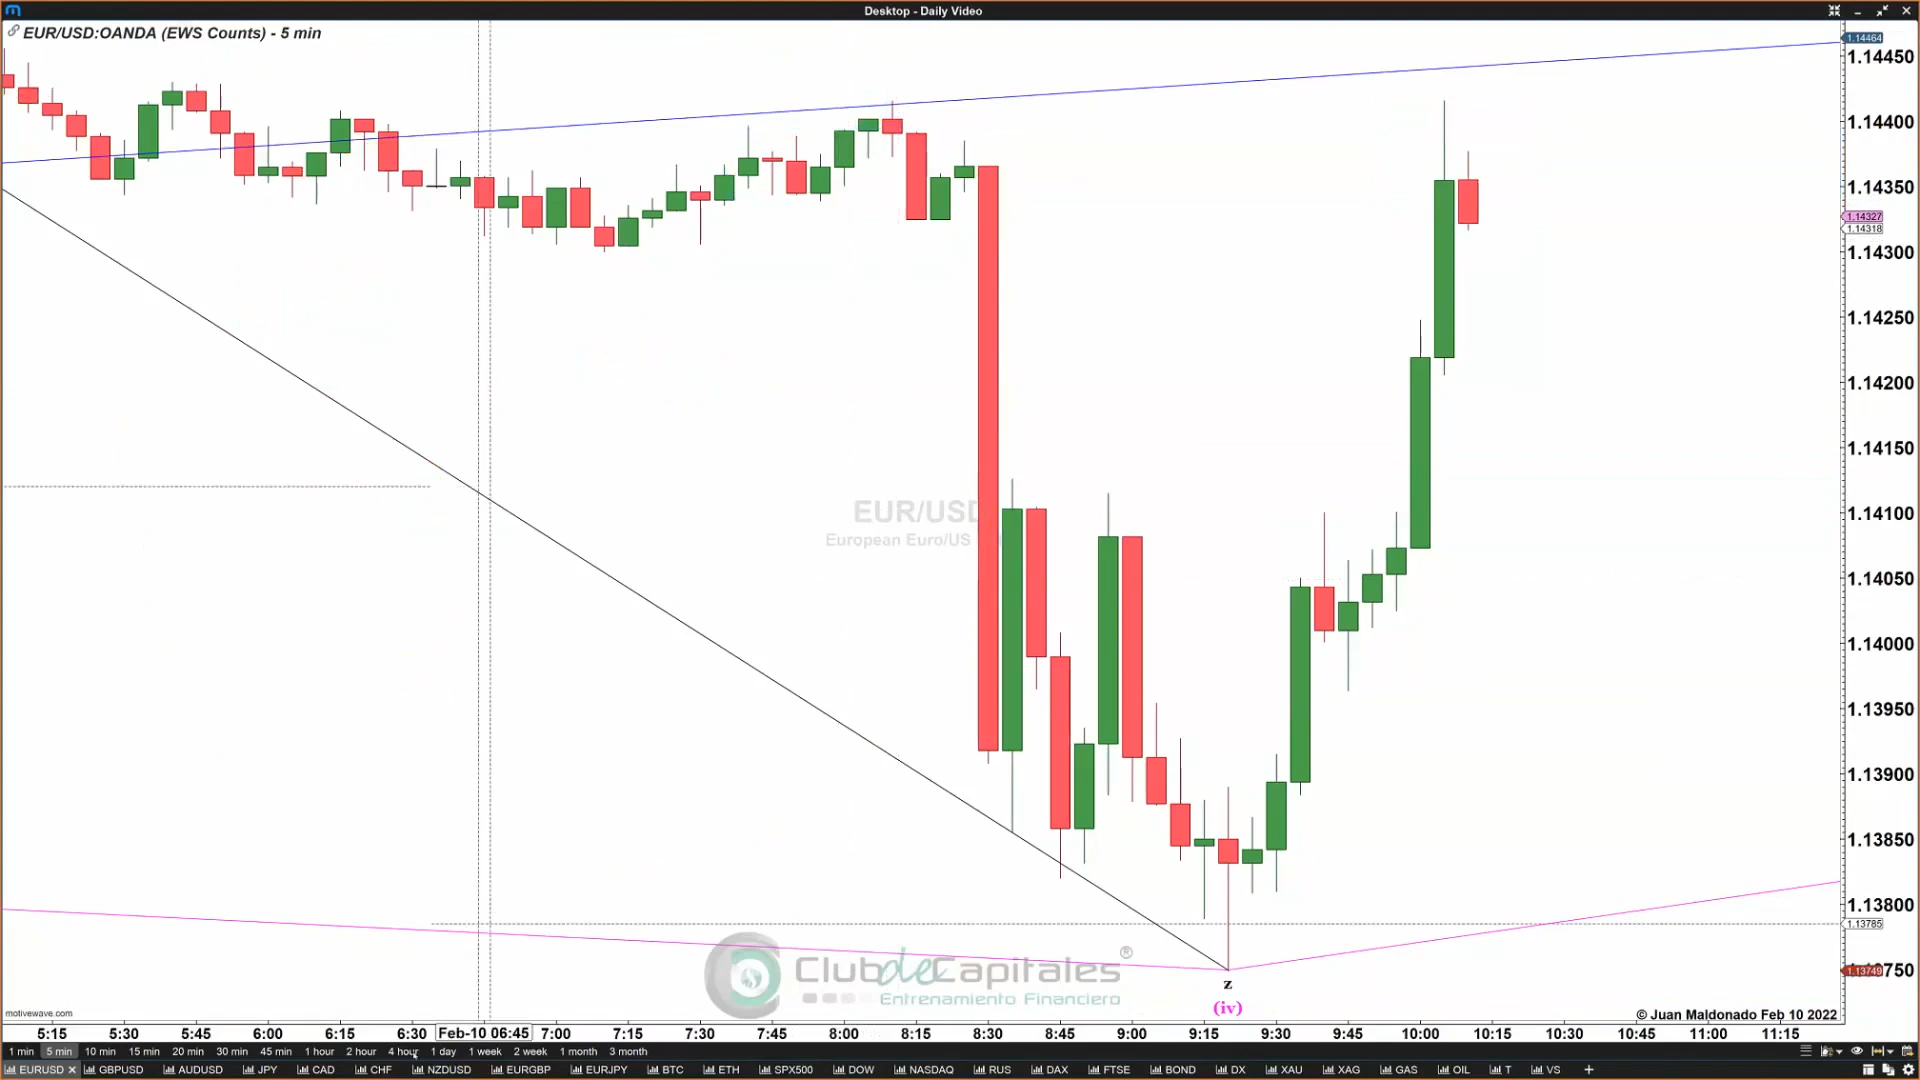 Desktop - Daily Video
EUR/USD:OANDA (EWS Counts) - 5 min
1.14464
1.14450
1.14400
1.14350
1.14327
1.14318
1.14300
1.14250
1.14200
1.14150
1.14100
1.14050
1.14000
1.13950
1.13900
1.13850
1.13800
1.13785
1.13750
1.13749
EUR/USD
European Euro/US
ClubdeCapitales®
Entrenamiento Financiero
z
(iv)
motivewave.com
© Juan Maldonado Feb 10 2022
5:15 5:30 5:45 6:00 6:15 6:30 Feb-10 06:45 7:00 7:15 7:30 7:45 8:00 8:15 8:30 8:45 9:00 9:15 9:30 9:45 10:00 10:15 10:30 10:45 11:00 11:15
1 min 5 min 10 min 15 min 20 min 30 min 45 min 1 hour 2 hour 4 hour 1 day 1 week 2 week 1 month 3 month
EURUSD GBPUSD AUDUSD JPY CAD CHF NZDUSD EURGBP EURJPY BTC ETH SPX500 DOW NASDAQ RUS DAX FTSE BOND DX XAU XAG GAS OIL T VS